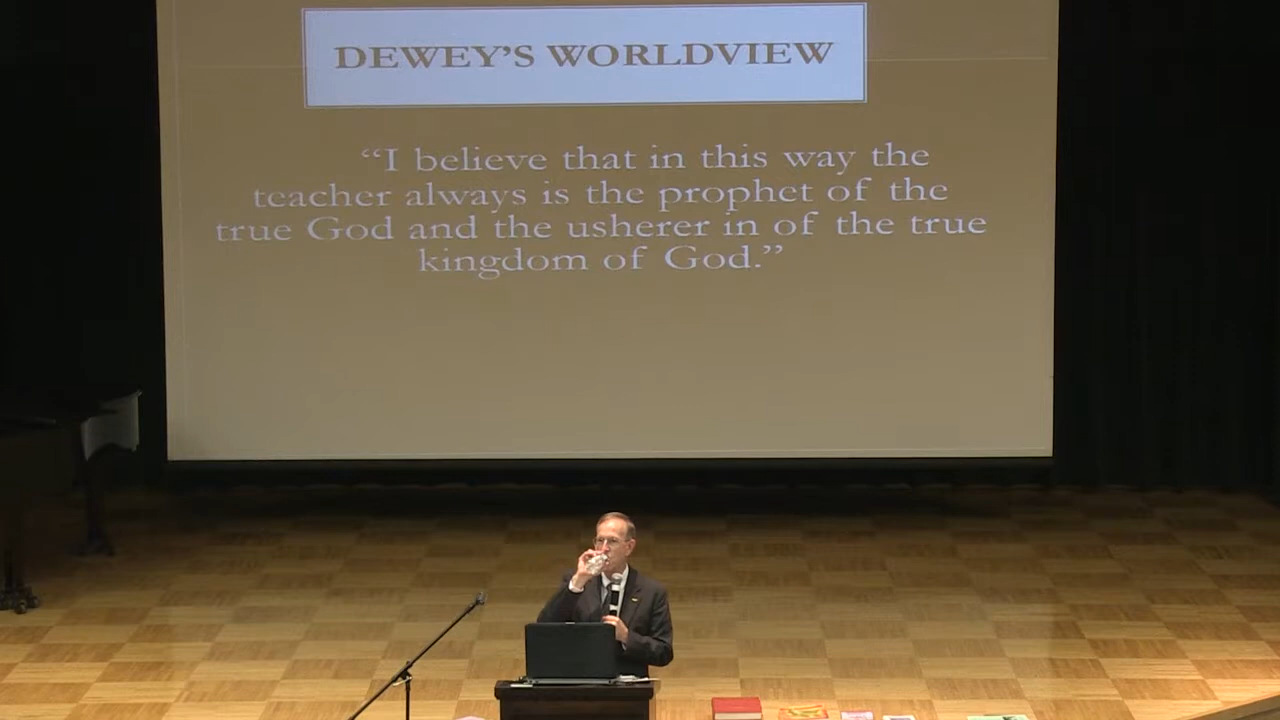 DEWEY'S WORLDVIEW
“I believe that in this way the
teacher always is the prophet of the
true God and the usherer in of the true
kingdom of God.”